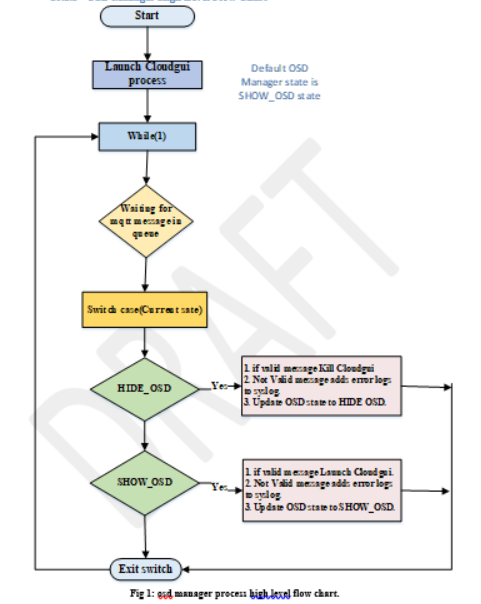 Start
Launch Cloudgui
process
Default OSD
Manager state is
SHOW_OSD state
While(1)
Waiting for
mqtt message in
queue
Switch case(Current sate)
HIDE_OSD
Yes
1. if valid message Kill Cloudgui
2. Not Valid message adds error logs
to syslog.
3. Update OSD state to HIDE OSD.
SHOW_OSD
Yes
1. if valid message Launch Cloudgui.
2. Not Valid message adds error logs
to syslog.
3. Update OSD state to SHOW_OSD.
Exit switch
Fig 1: osd manager process high level flow chart.
DRAFT